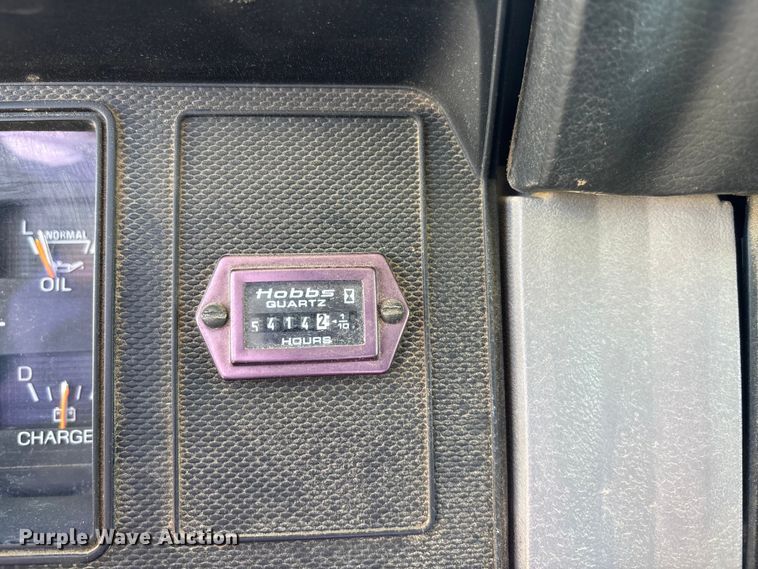 L NORMAL
OIL
D
CHARGE
Hobbs
QUARTZ
5 4 1 4 2 1/10
HOURS
Purple Wave Auction